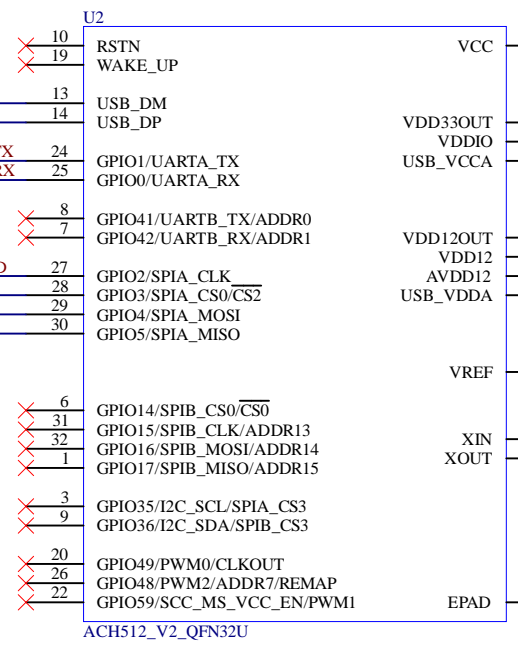 U2
10 RSTN VCC
19 WAKE_UP
13 USB_DM
14 USB_DP VDD33OUT
VDDIO
TX 24 GPIO1/UARTA_TX USB_VCCA
RX 25 GPIO0/UARTA_RX
8 GPIO41/UARTB_TX/ADDR0
7 GPIO42/UARTB_RX/ADDR1 VDD12OUT
VDD12
27 GPIO2/SPIA_CLK AVDD12
28 GPIO3/SPIA_CS0/CS2 USB_VDDA
29 GPIO4/SPIA_MOSI
30 GPIO5/SPIA_MISO
VREF
6 GPIO14/SPIB_CS0/CS0
31 GPIO15/SPIB_CLK/ADDR13
32 GPIO16/SPIB_MOSI/ADDR14 XIN
1 GPIO17/SPIB_MISO/ADDR15 XOUT
3 GPIO35/I2C_SCL/SPIA_CS3
9 GPIO36/I2C_SDA/SPIB_CS3
20 GPIO49/PWM0/CLKOUT
26 GPIO48/PWM2/ADDR7/REMAP
22 GPIO59/SCC_MS_VCC_EN/PWM1 EPAD
ACH512_V2_QFN32U